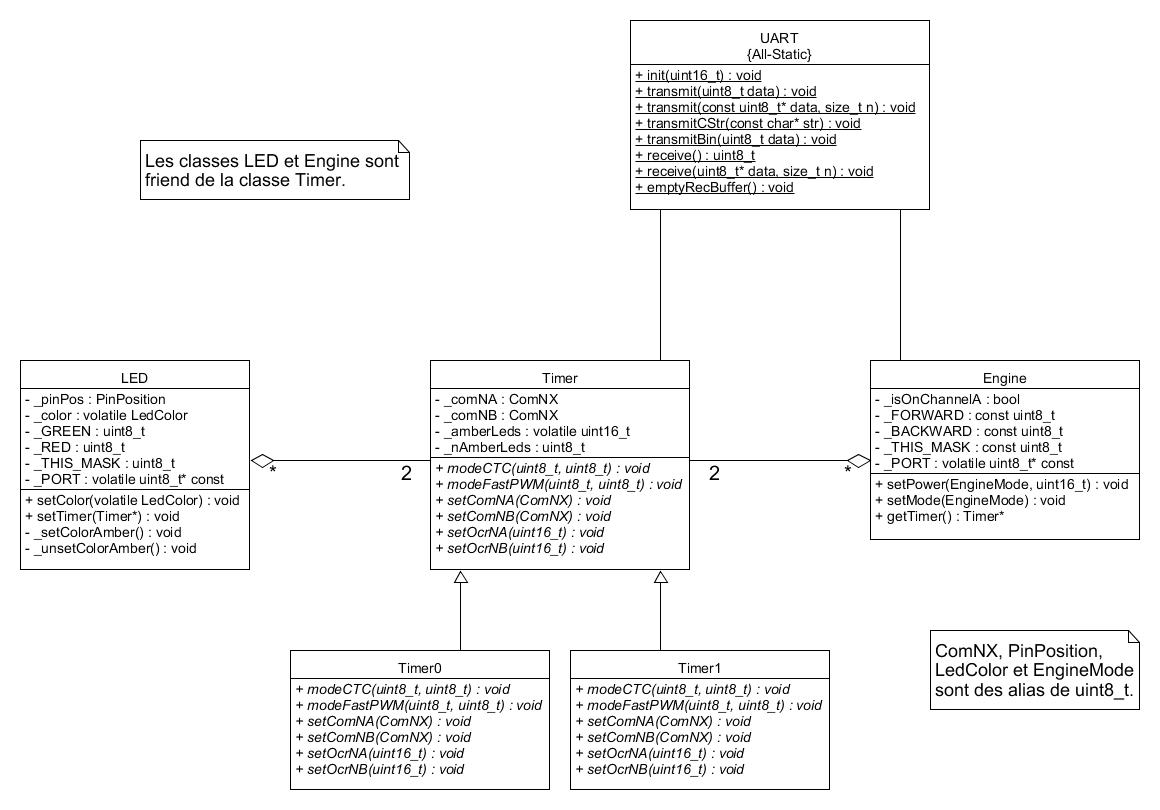 UART
{All-Static}
+ init(uint16_t) : void
+ transmit(uint8_t data) : void
+ transmit(const uint8_t* data, size_t n) : void
+ transmitCStr(const char* str) : void
+ transmitBin(uint8_t data) : void
+ receive() : uint8_t
+ receive(uint8_t* data, size_t n) : void
+ emptyRecBuffer() : void
Les classes LED et Engine sont
friend de la classe Timer.
LED
- _pinPos : PinPosition
- _color : volatile LedColor
- _GREEN : uint8_t
- _RED : uint8_t
- _THIS_MASK : uint8_t
- _PORT : volatile uint8_t* const
+ setColor(volatile LedColor) : void
+ setTimer(Timer*) : void
- _setColorAmber() : void
- _unsetColorAmber() : void
*
2
Timer
- _comNA : ComNX
- _comNB : ComNX
- _amberLeds : volatile uint16_t
- _nAmberLeds : uint8_t
+ modeCTC(uint8_t, uint8_t) : void
+ modeFastPWM(uint8_t, uint8_t) : void
+ setComNA(ComNX) : void
+ setComNB(ComNX) : void
+ setOcrNA(uint16_t) : void
+ setOcrNB(uint16_t) : void
2
*
Engine
- _isOnChannelA : bool
- _FORWARD : const uint8_t
- _BACKWARD : const uint8_t
- _THIS_MASK : const uint8_t
- _PORT : volatile uint8_t* const
+ setPower(EngineMode, uint16_t) : void
+ setMode(EngineMode) : void
+ getTimer() : Timer*
Timer0
+ modeCTC(uint8_t, uint8_t) : void
+ modeFastPWM(uint8_t, uint8_t) : void
+ setComNA(ComNX) : void
+ setComNB(ComNX) : void
+ setOcrNA(uint16_t) : void
+ setOcrNB(uint16_t) : void
Timer1
+ modeCTC(uint8_t, uint8_t) : void
+ modeFastPWM(uint8_t, uint8_t) : void
+ setComNA(ComNX) : void
+ setComNB(ComNX) : void
+ setOcrNA(uint16_t) : void
+ setOcrNB(uint16_t) : void
ComNX, PinPosition,
LedColor et EngineMode
sont des alias de uint8_t.